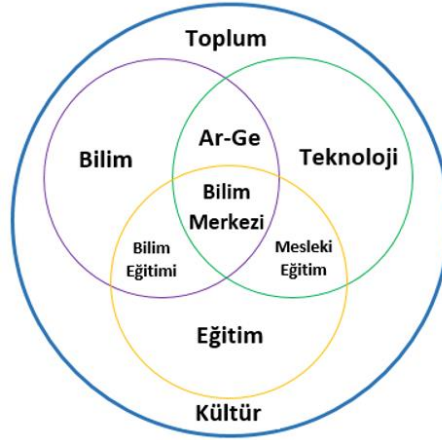 Toplum
Ar-Ge
Bilim
Teknoloji
Bilim
Merkezi
Bilim
Eğitimi
Mesleki
Eğitim
Eğitim
Kültür